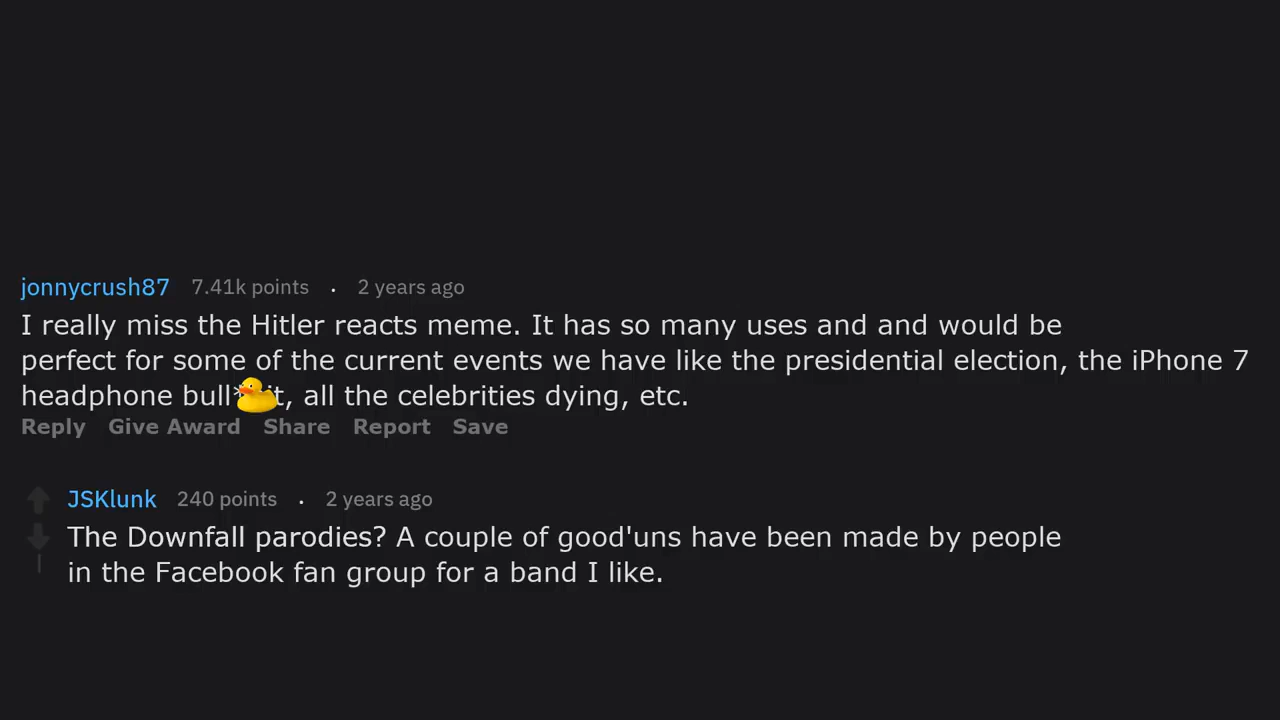 jonnycrush87 7.41k points . 2 years ago
I really miss the Hitler reacts meme. It has so many uses and and would be
perfect for some of the current events we have like the presidential election, the iPhone 7
headphone bull* it, all the celebrities dying, etc.
Reply Give Award Share Report Save
JSKlunk 240 points . 2 years ago
The Downfall parodies? A couple of good'uns have been made by people
in the Facebook fan group for a band I like.